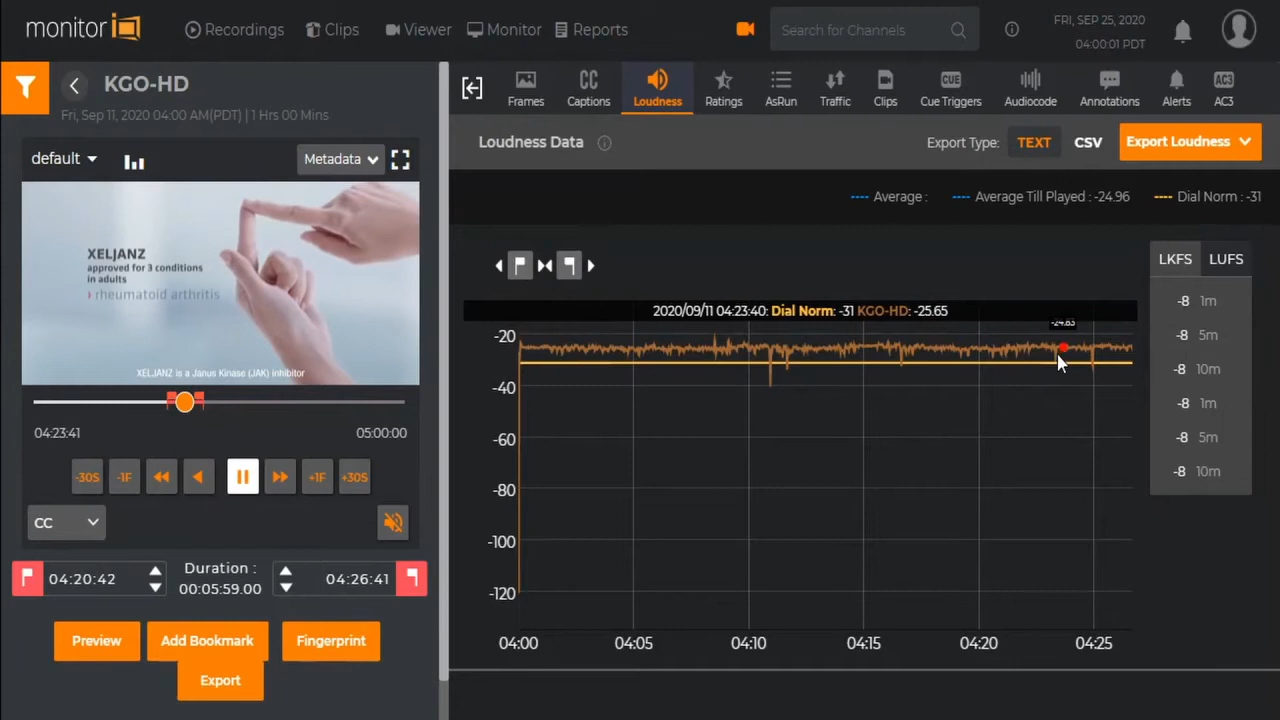 monitor
Recordings Clips Viewer Monitor Reports
Search for Channels
FRI, SEP 25, 2020
04:00:01 PDT
KGO-HD
Fri, Sep 11, 2020 04:00 AM(PDT) | 1 Hrs 00 Mins
default
Metadata
XELJANZ
approved for 3 conditions
in adults
rheumatoid arthritis
XELJANZ is a Janus Kinase (JAK) inhibitor
04:23:41 05:00:00
-30S -1F +1F +30S
CC
04:20:42
Duration :
00:05:59.00
04:26:41
Preview Add Bookmark Fingerprint
Export
Frames
CC
Captions
Loudness
Ratings
AsRun
Traffic
Clips
CUE
Cue Triggers
Audiocode
Annotations
Alerts
AC3
AC3
Loudness Data
Export Type: TEXT CSV Export Loudness
Average : Average Till Played : -24.96 Dial Norm : -31
LKFS LUFS
-8 1m
-8 5m
-8 10m
-8 1m
-8 5m
-8 10m
2020/09/11 04:23:40: Dial Norm: -31 KGO-HD: -25.65
-24.83
-20
-40
-60
-80
-100
-120
04:00 04:05 04:10 04:15 04:20 04:25